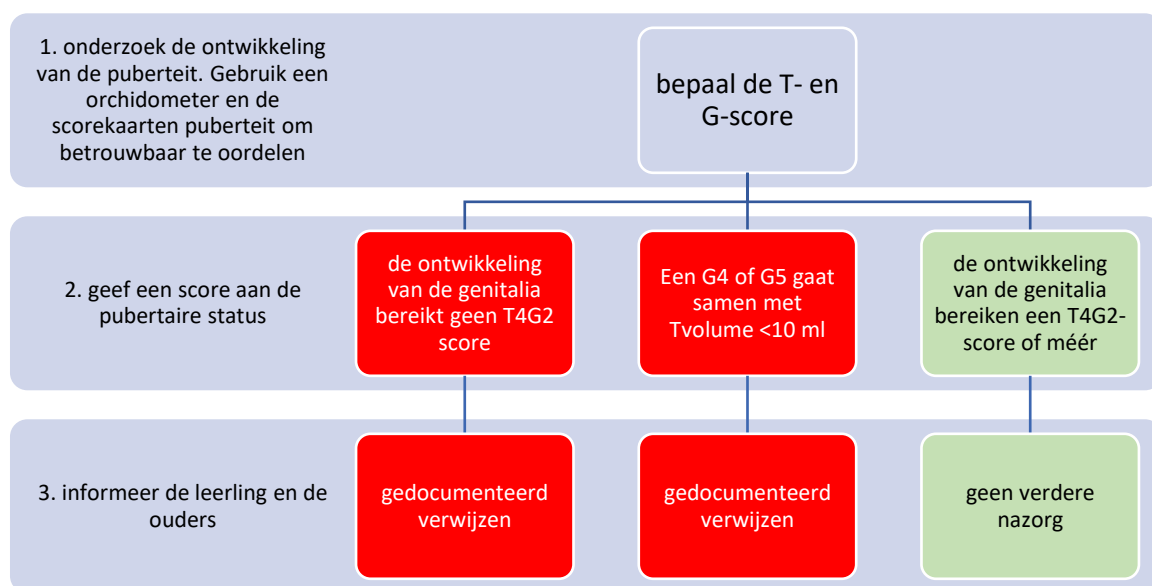 1. onderzoek de ontwikkeling
van de puberteit. Gebruik een
orchidometer en de
scorekaarten puberteit om
betrouwbaar te oordelen
bepaal de T- en
G-score
2. geef een score aan de
pubertaire status
de ontwikkeling
van de genitalia
bereikt geen T4G2
score
Een G4 of G5 gaat
samen met
Tvolume <10 ml
de ontwikkeling
van de genitalia
bereiken een T4G2-
score of méér
3. informeer de leerling en de
ouders
gedocumenteerd
verwijzen
gedocumenteerd
verwijzen
geen verdere
nazorg